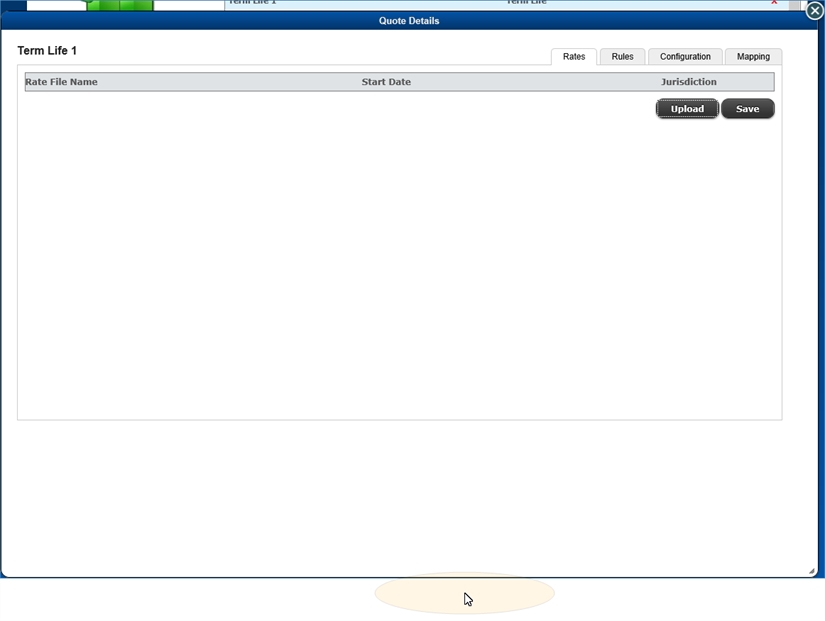 Term Life 1 Term Life x
Quote Details
Term Life 1
Rates Rules Configuration Mapping
Rate File Name Start Date Jurisdiction
Upload Save